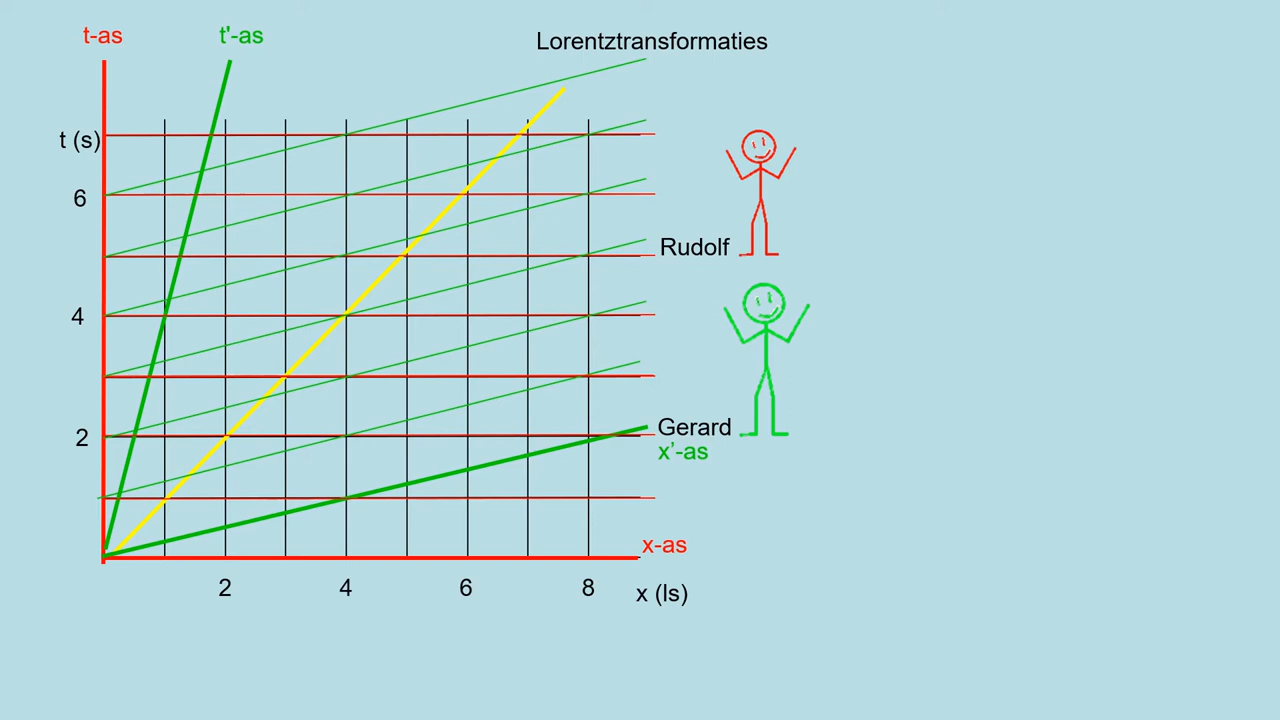 t-as
t'-as
Lorentztransformaties
t (s)
6
Rudolf
4
Gerard
2
x’-as
x-as
2
4
6
8
x (ls)